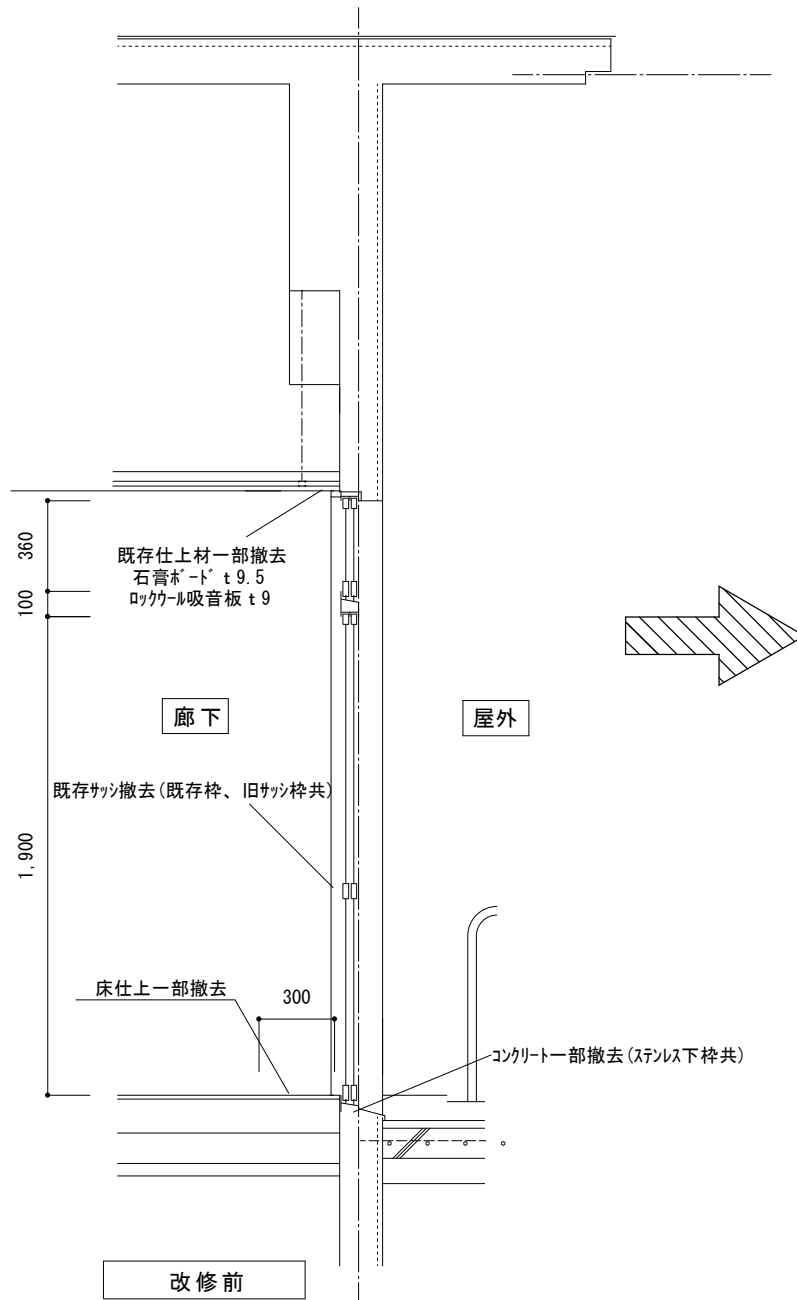 360
既存仕上材一部撤去
石膏ﾎﾞｰﾄﾞ t 9.5
ﾛｯｸｳｰﾙ吸音板 t 9
100
廊下
屋外
既存ｻｯｼ撤去(既存枠、旧ｻｯｼ枠共)
1,900
床仕上一部撤去
300
ｺﾝｸﾘｰﾄ一部撤去(ｽﾃﾝﾚｽ下枠共)
改修前